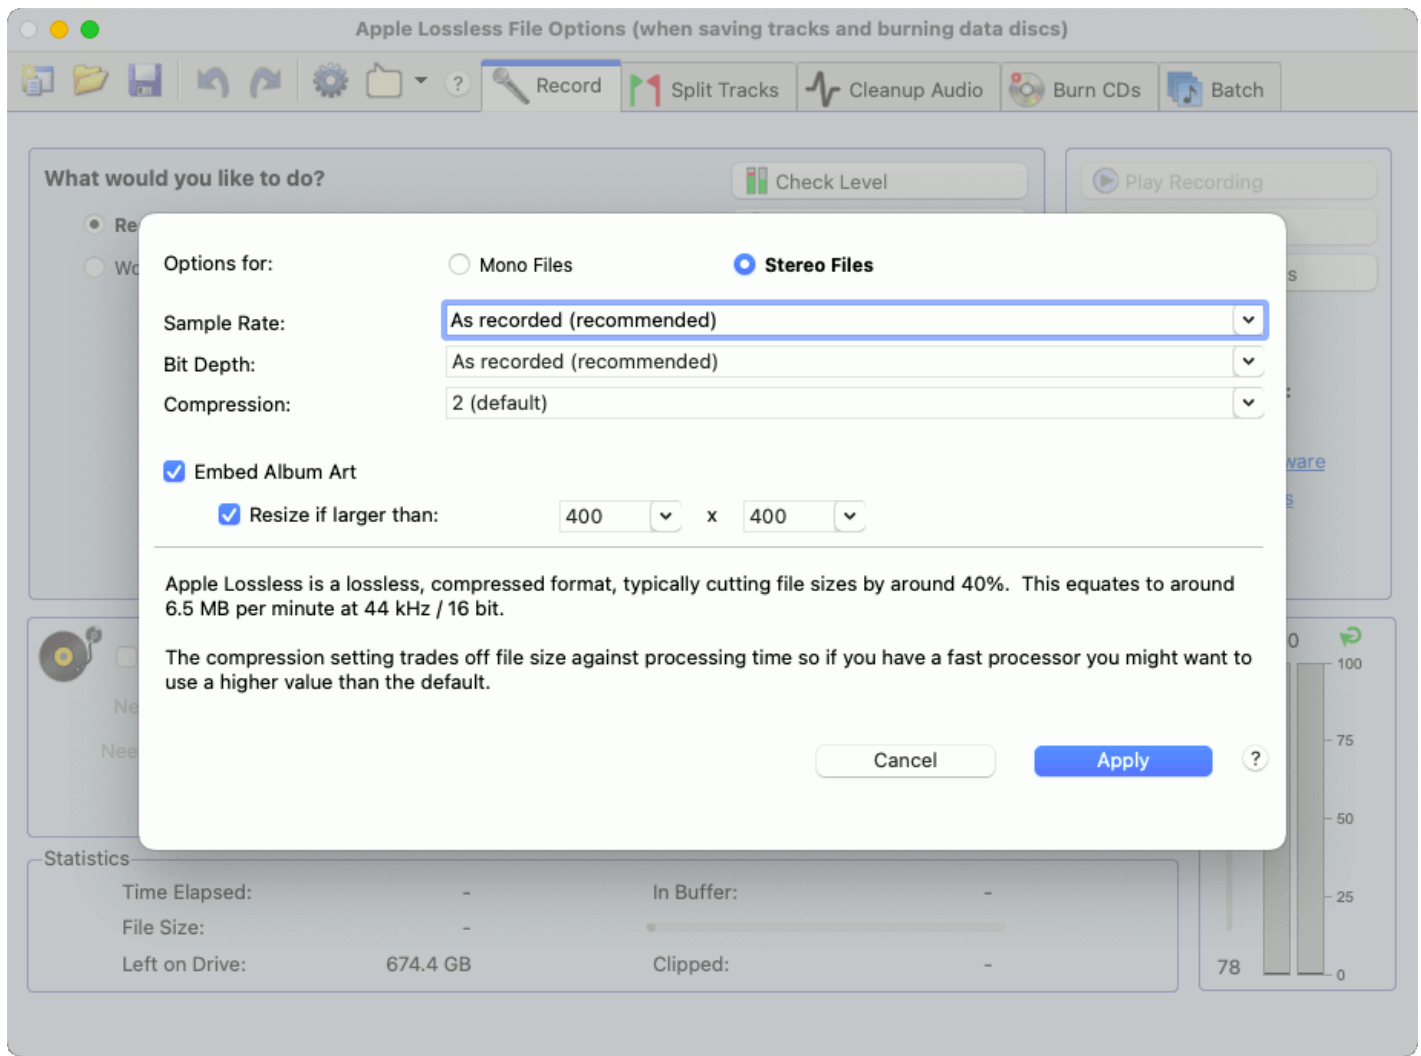 Apple Lossless File Options (when saving tracks and burning data discs)
?
Record
Split Tracks
Cleanup Audio
Burn CDs
Batch
What would you like to do?
Check Level
Play Recording
Options for:
Mono Files
Stereo Files
Sample Rate:
As recorded (recommended)
Bit Depth:
As recorded (recommended)
Compression:
2 (default)
Embed Album Art
Resize if larger than:
400
x
400
Apple Lossless is a lossless, compressed format, typically cutting file sizes by around 40%. This equates to around
6.5 MB per minute at 44 kHz / 16 bit.
The compression setting trades off file size against processing time so if you have a fast processor you might want to
use a higher value than the default.
Cancel
Apply
?
0
100
75
50
25
0
78
Statistics
Time Elapsed:
-
In Buffer:
-
File Size:
-
Left on Drive:
674.4 GB
Clipped:
-